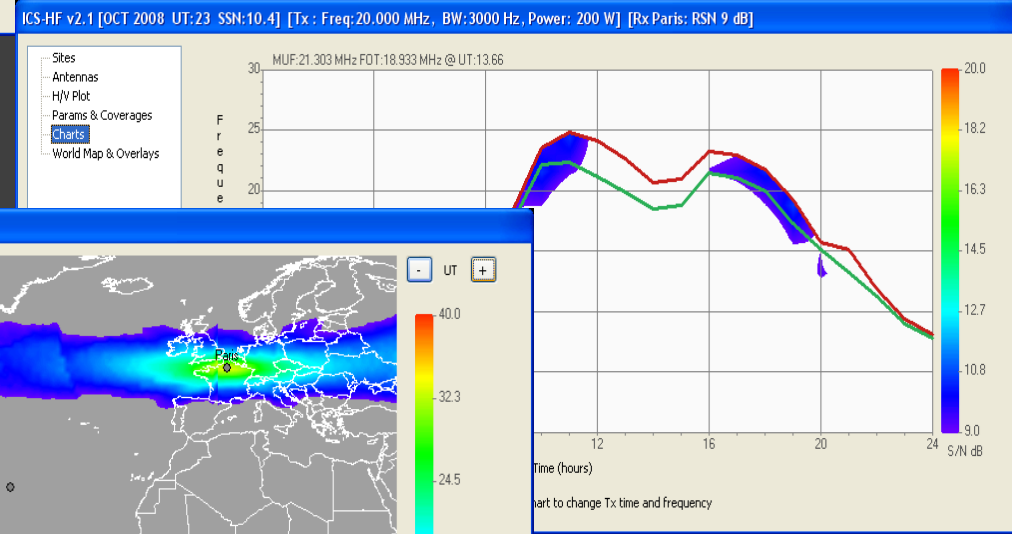 ICS-HF v2.1 [OCT 2008 UT:23 SSN:10.4] [Tx : Freq:20.000 MHz, BW:3000 Hz, Power: 200 W] [Rx Paris: RSN 9 dB]
Sites
Antennas
H/V Plot
Params & Coverages
Charts
World Map & Overlays
MUF:21.303 MHz FOT:18.933 MHz @ UT:13.66
F
r
e
q
u
e
30
25
20
12
16
20
24
Time (hours)
hart to change Tx time and frequency
20.0
18.2
16.3
14.5
12.7
10.8
9.0
S/N dB
- UT +
Paris
40.0
32.3
24.5